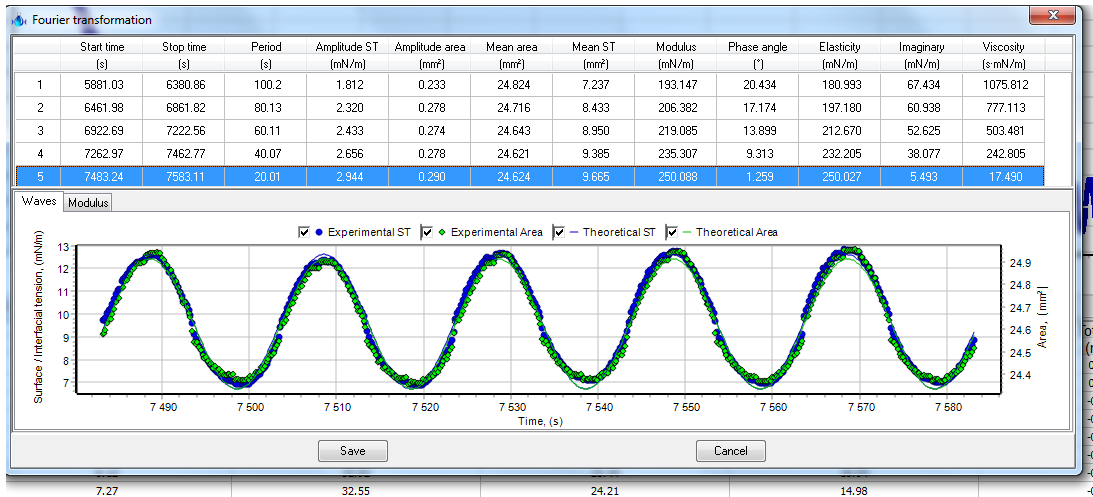 Fourier transformation
Start time Stop time Period Amplitude ST Amplitude area Mean area Mean ST Modulus Phase angle Elasticity Imaginary Viscosity
(s) (s) (s) (mN/m) (mm²) (mm²) (mN/m) (mN/m) (°) (mN/m) (mN/m) (s·mN/m)
1 5881.03 6380.86 100.2 1.812 0.233 24.824 7.237 193.147 20.434 180.993 67.434 1075.812
2 6461.98 6861.82 80.13 2.320 0.278 24.716 8.433 206.382 17.174 197.180 60.938 777.113
3 6922.69 7222.56 60.11 2.433 0.274 24.643 8.950 219.085 13.899 212.670 52.625 503.481
4 7262.97 7462.77 40.07 2.656 0.278 24.621 9.385 235.307 9.313 232.205 38.077 242.805
5 7483.24 7583.11 20.01 2.944 0.290 24.624 9.665 250.088 1.259 250.027 5.493 17.490
Waves Modulus
Experimental ST Experimental Area Theoretical ST Theoretical Area
Surface / Interfacial tension, (mN/m)
13
12
11
10
9
8
7
24.9
24.8
24.7
24.6
24.5
24.4
Area, (mm²)
7 490 7 500 7 510 7 520 7 530 7 540 7 550 7 560 7 570 7 580
Time, (s)
Save Cancel
7.27 32.55 24.21 14.98